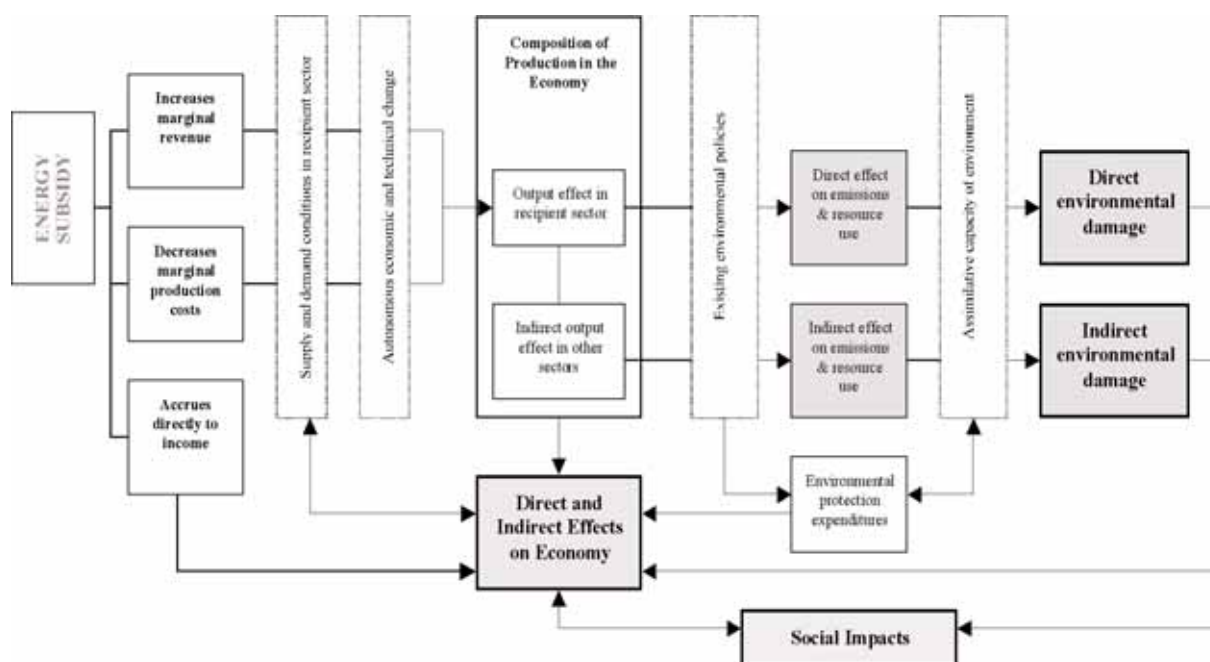 ENERGY
SUBSIDY
Increases
marginal
revenue
Decreases
marginal
production
costs
Accrues
directly to
income
Supply and demand conditions in recipient sector
Autonomous economic and technical change
Composition of
Production in the
Economy
Output effect in
recipient sector
Indirect output
effect in other
sectors
Existing environmental policies
Direct effect
on emissions
& resource
use
Indirect effect
on emissions
& resource
use
Assimilative capacity of environment
Direct
environmental
damage
Indirect
environmental
damage
Environmental
protection
expenditures
Direct and
Indirect Effects
on Economy
Social Impacts